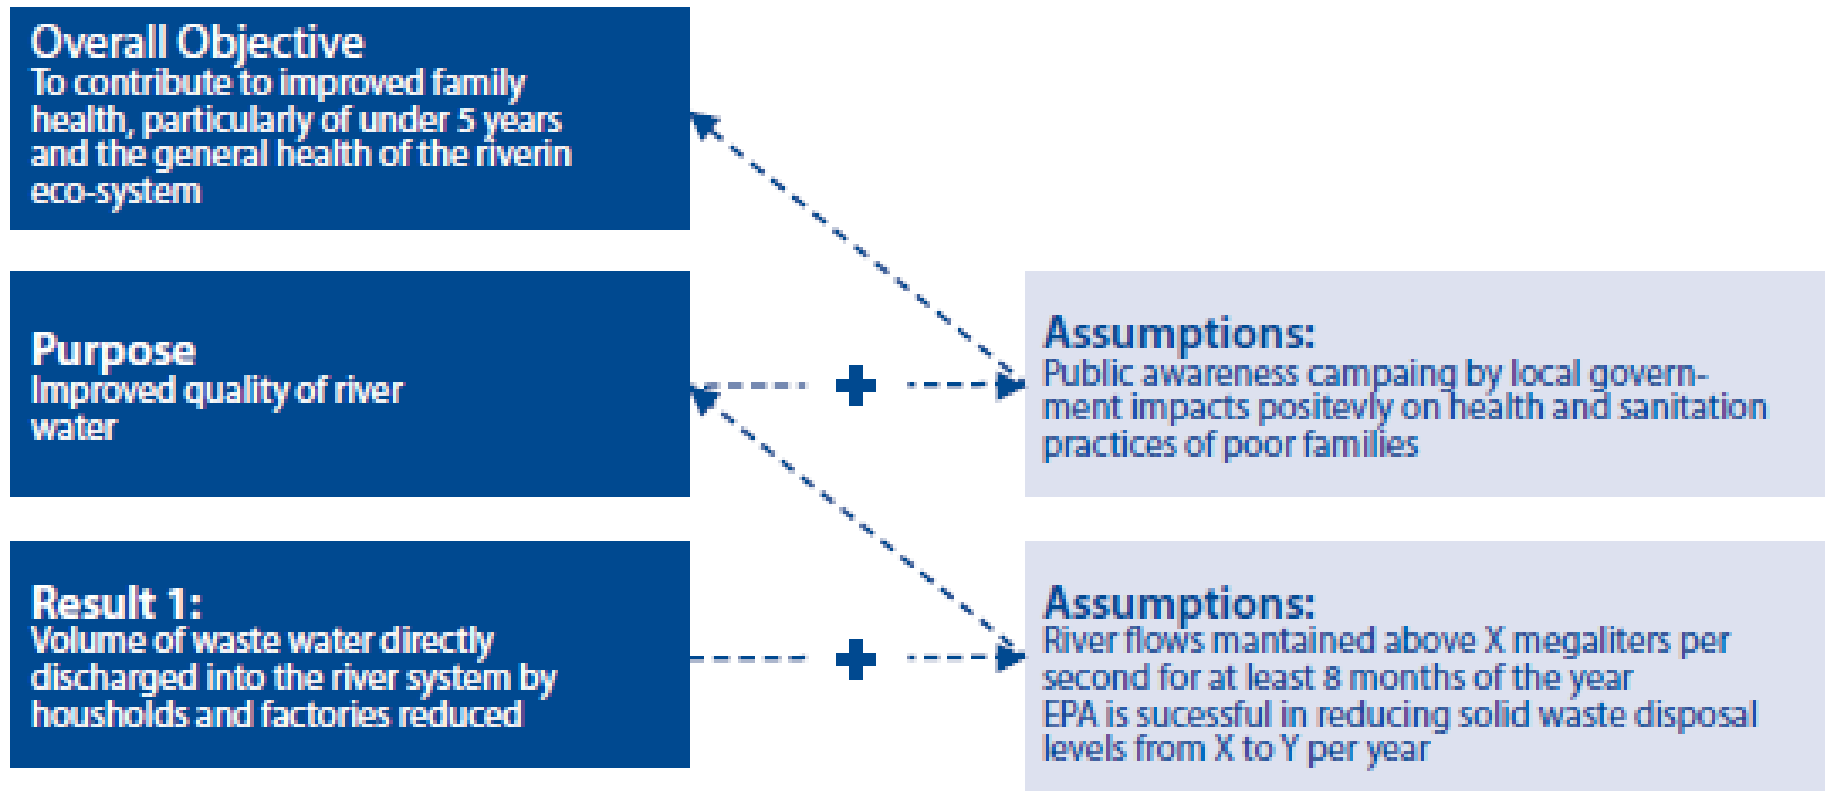 Overall Objective
To contribute to improved family
health, particularly of under 5 years
and the general health of the riverin
eco-system
Purpose
Improved quality of river
water
Assumptions:
Public awareness campaing by local govern-
ment impacts positevly on health and sanitation
practices of poor families
Result 1:
Volume of waste water directly
discharged into the river system by
housholds and factories reduced
Assumptions:
River flows mantained above X megaliters per
second for at least 8 months of the year
EPA is sucessful in reducing solid waste disposal
levels from X to Y per year